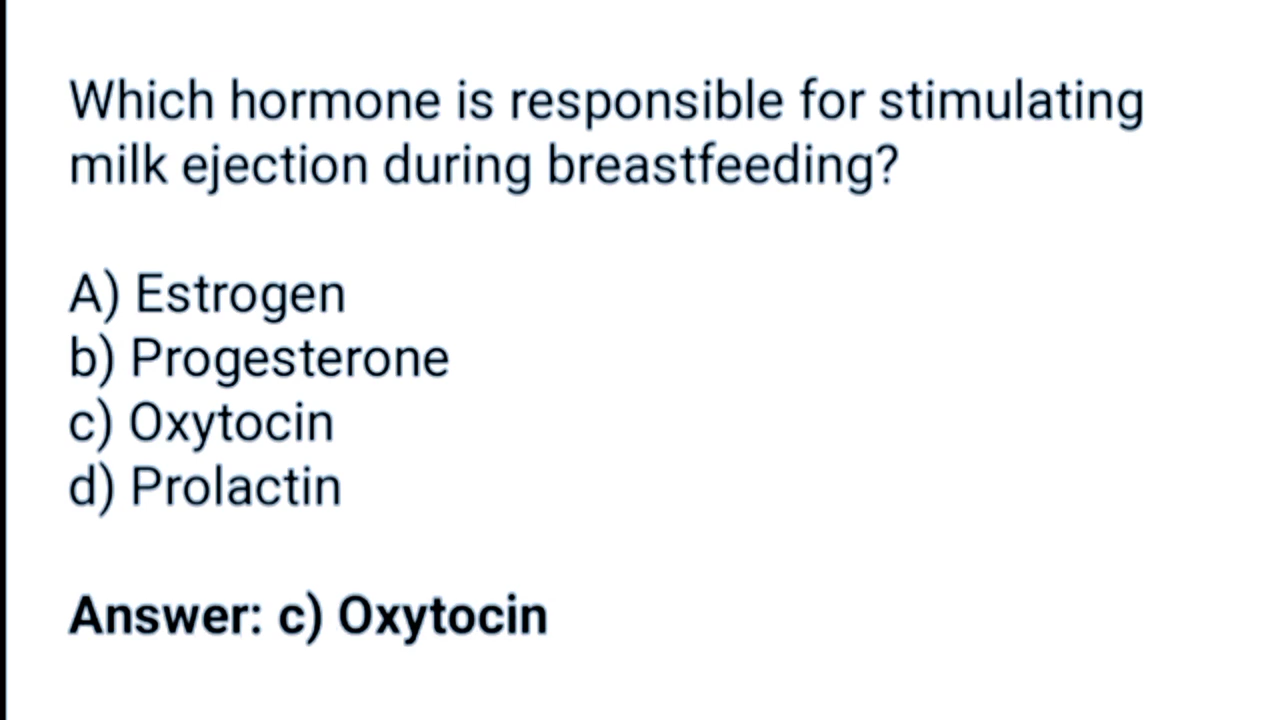 Which hormone is responsible for stimulating
milk ejection during breastfeeding?
A) Estrogen
b) Progesterone
c) Oxytocin
d) Prolactin
Answer: c) Oxytocin